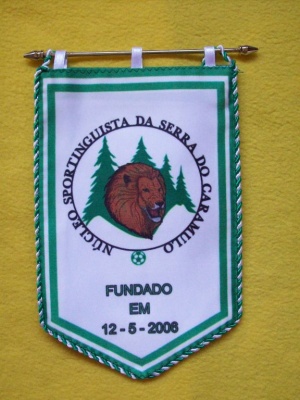 NÚCLEO SPORTINGUISTA DA SERRA DO CARAMULO
FUNDADO
EM
12 - 5 - 2006